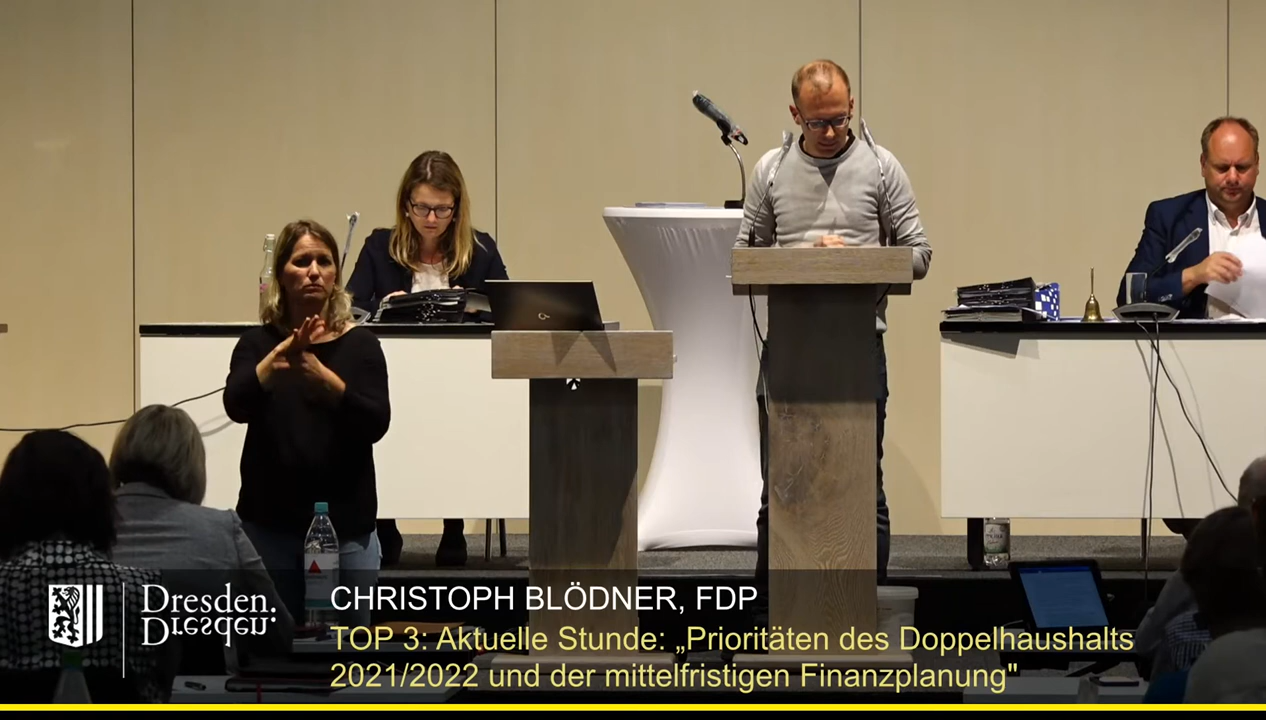 CHRISTOPH BLÖDNER, FDP
Dresden.
Dresden.
TOP 3: Aktuelle Stunde: „Prioritäten des Doppelhaushalts
2021/2022 und der mittelfristigen Finanzplanung"